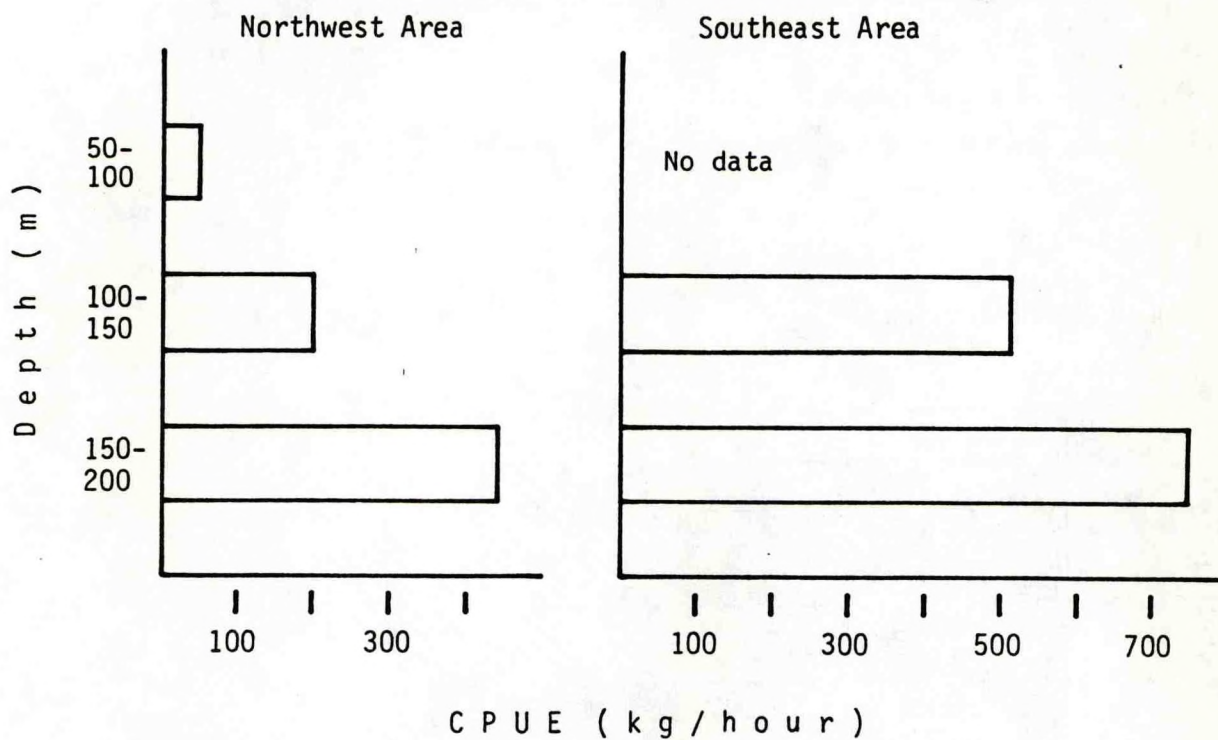 Northwest Area
Southeast Area
Depth (m)
50-
100
No data
100-
150
150-
200
100
300
100
300
500
700
CPUE (kg/hour)